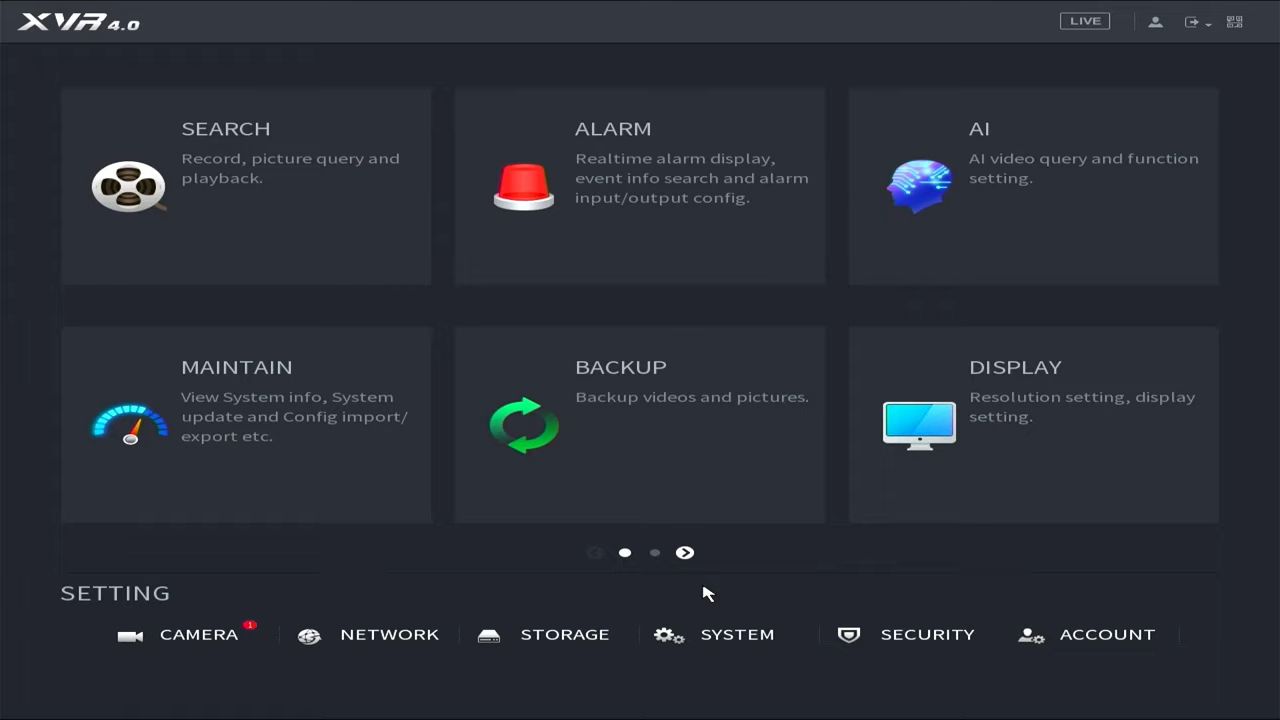 XVR 4.0
LIVE
SEARCH
Record, picture query and
playback.
ALARM
Realtime alarm display,
event info search and alarm
input/output config.
AI
AI video query and function
setting.
MAINTAIN
View System info, System
update and Config import/
export etc.
BACKUP
Backup videos and pictures.
DISPLAY
Resolution setting, display
setting.
SETTING
CAMERA 1
NETWORK
STORAGE
SYSTEM
SECURITY
ACCOUNT